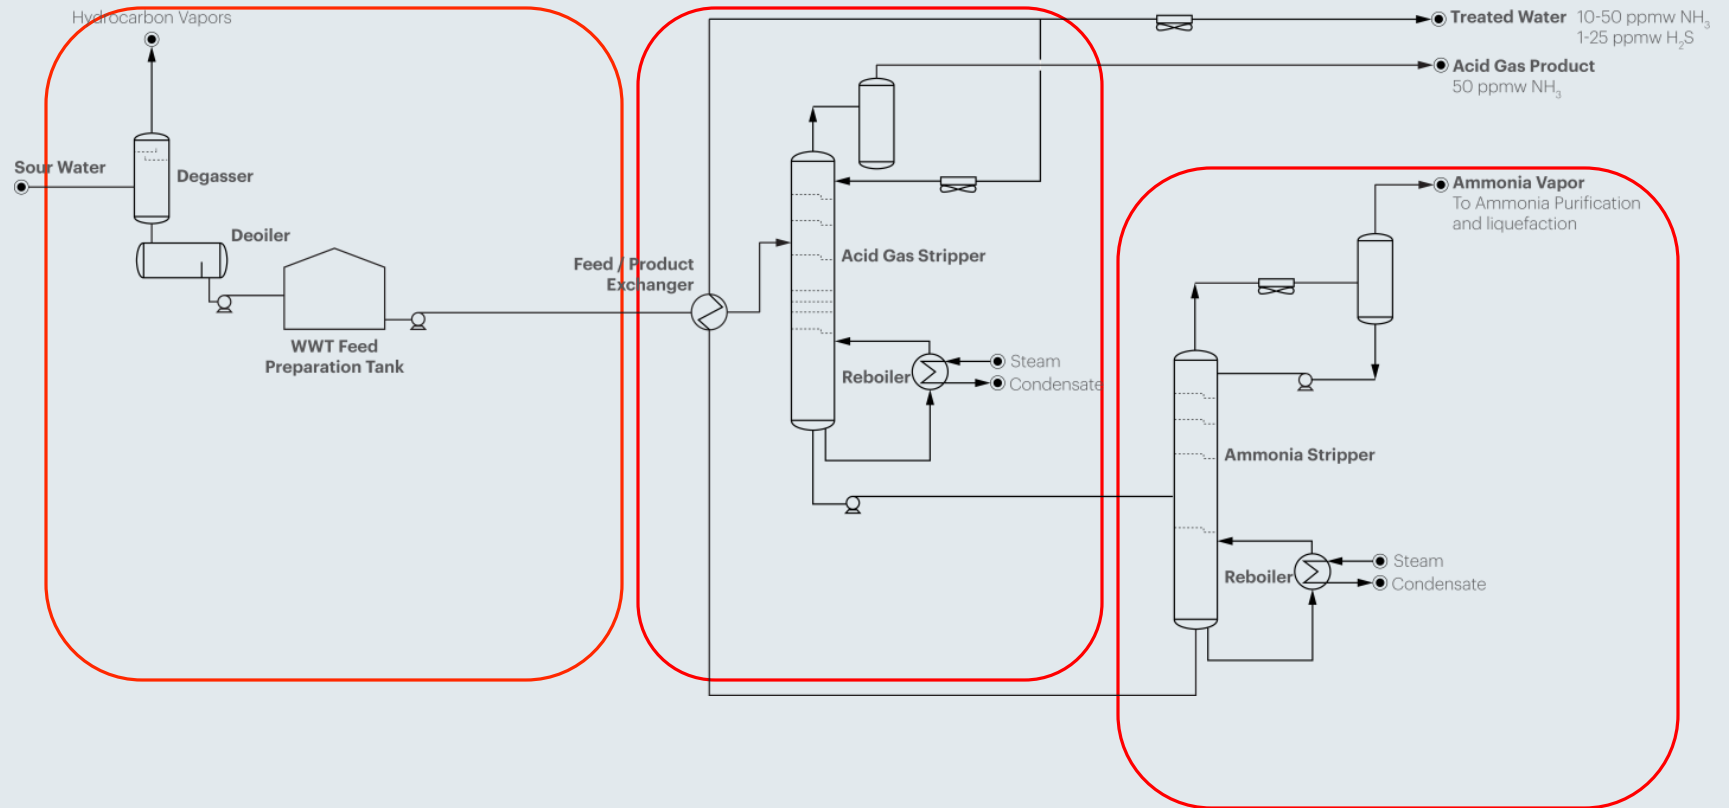 Hydrocarbon Vapors
Sour Water
Degasser
Deoiler
WWT Feed
Preparation Tank
Feed / Product
Exchanger
Acid Gas Stripper
Reboiler
Steam
Condensate
Treated Water 10-50 ppmw NH₃
1-25 ppmw H₂S
Acid Gas Product
50 ppmw NH₃
Ammonia Vapor
To Ammonia Purification
and liquefaction
Ammonia Stripper
Reboiler
Steam
Condensate